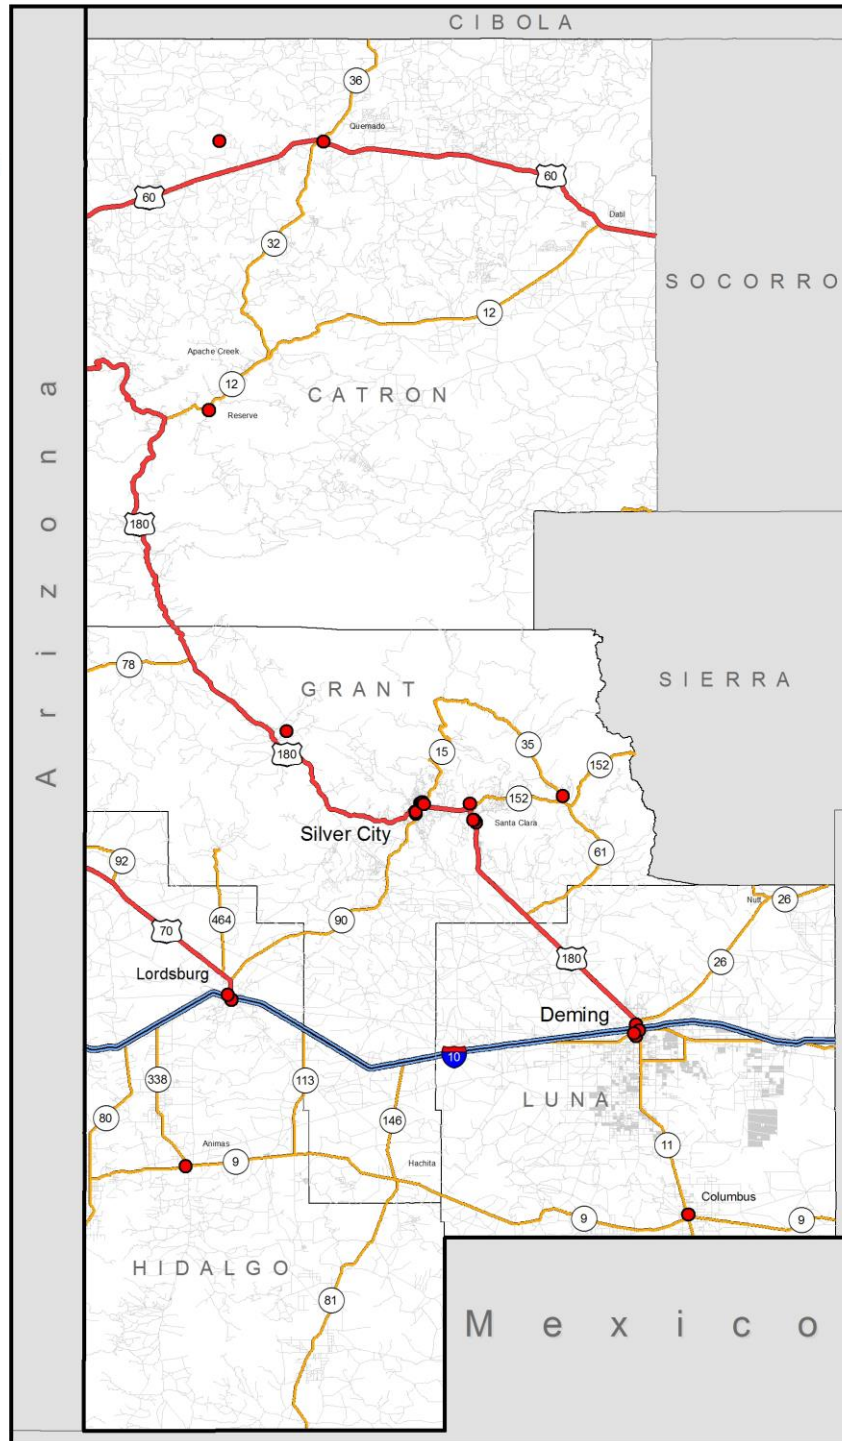 CIBOLA
36
Quemado
60
60
Datil
32
SOCORRO
12
Apache Creek
12
CATRON
Reserve
Arizona
180
78
GRANT
SIERRA
180
15
35
152
152
Silver City
Santa Clara
61
92
464
90
70
Nutt
26
26
180
Lordsburg
Deming
10
338
113
LUNA
80
146
11
Animas
9
Hachita
Columbus
9
9
HIDALGO
81
Mexico